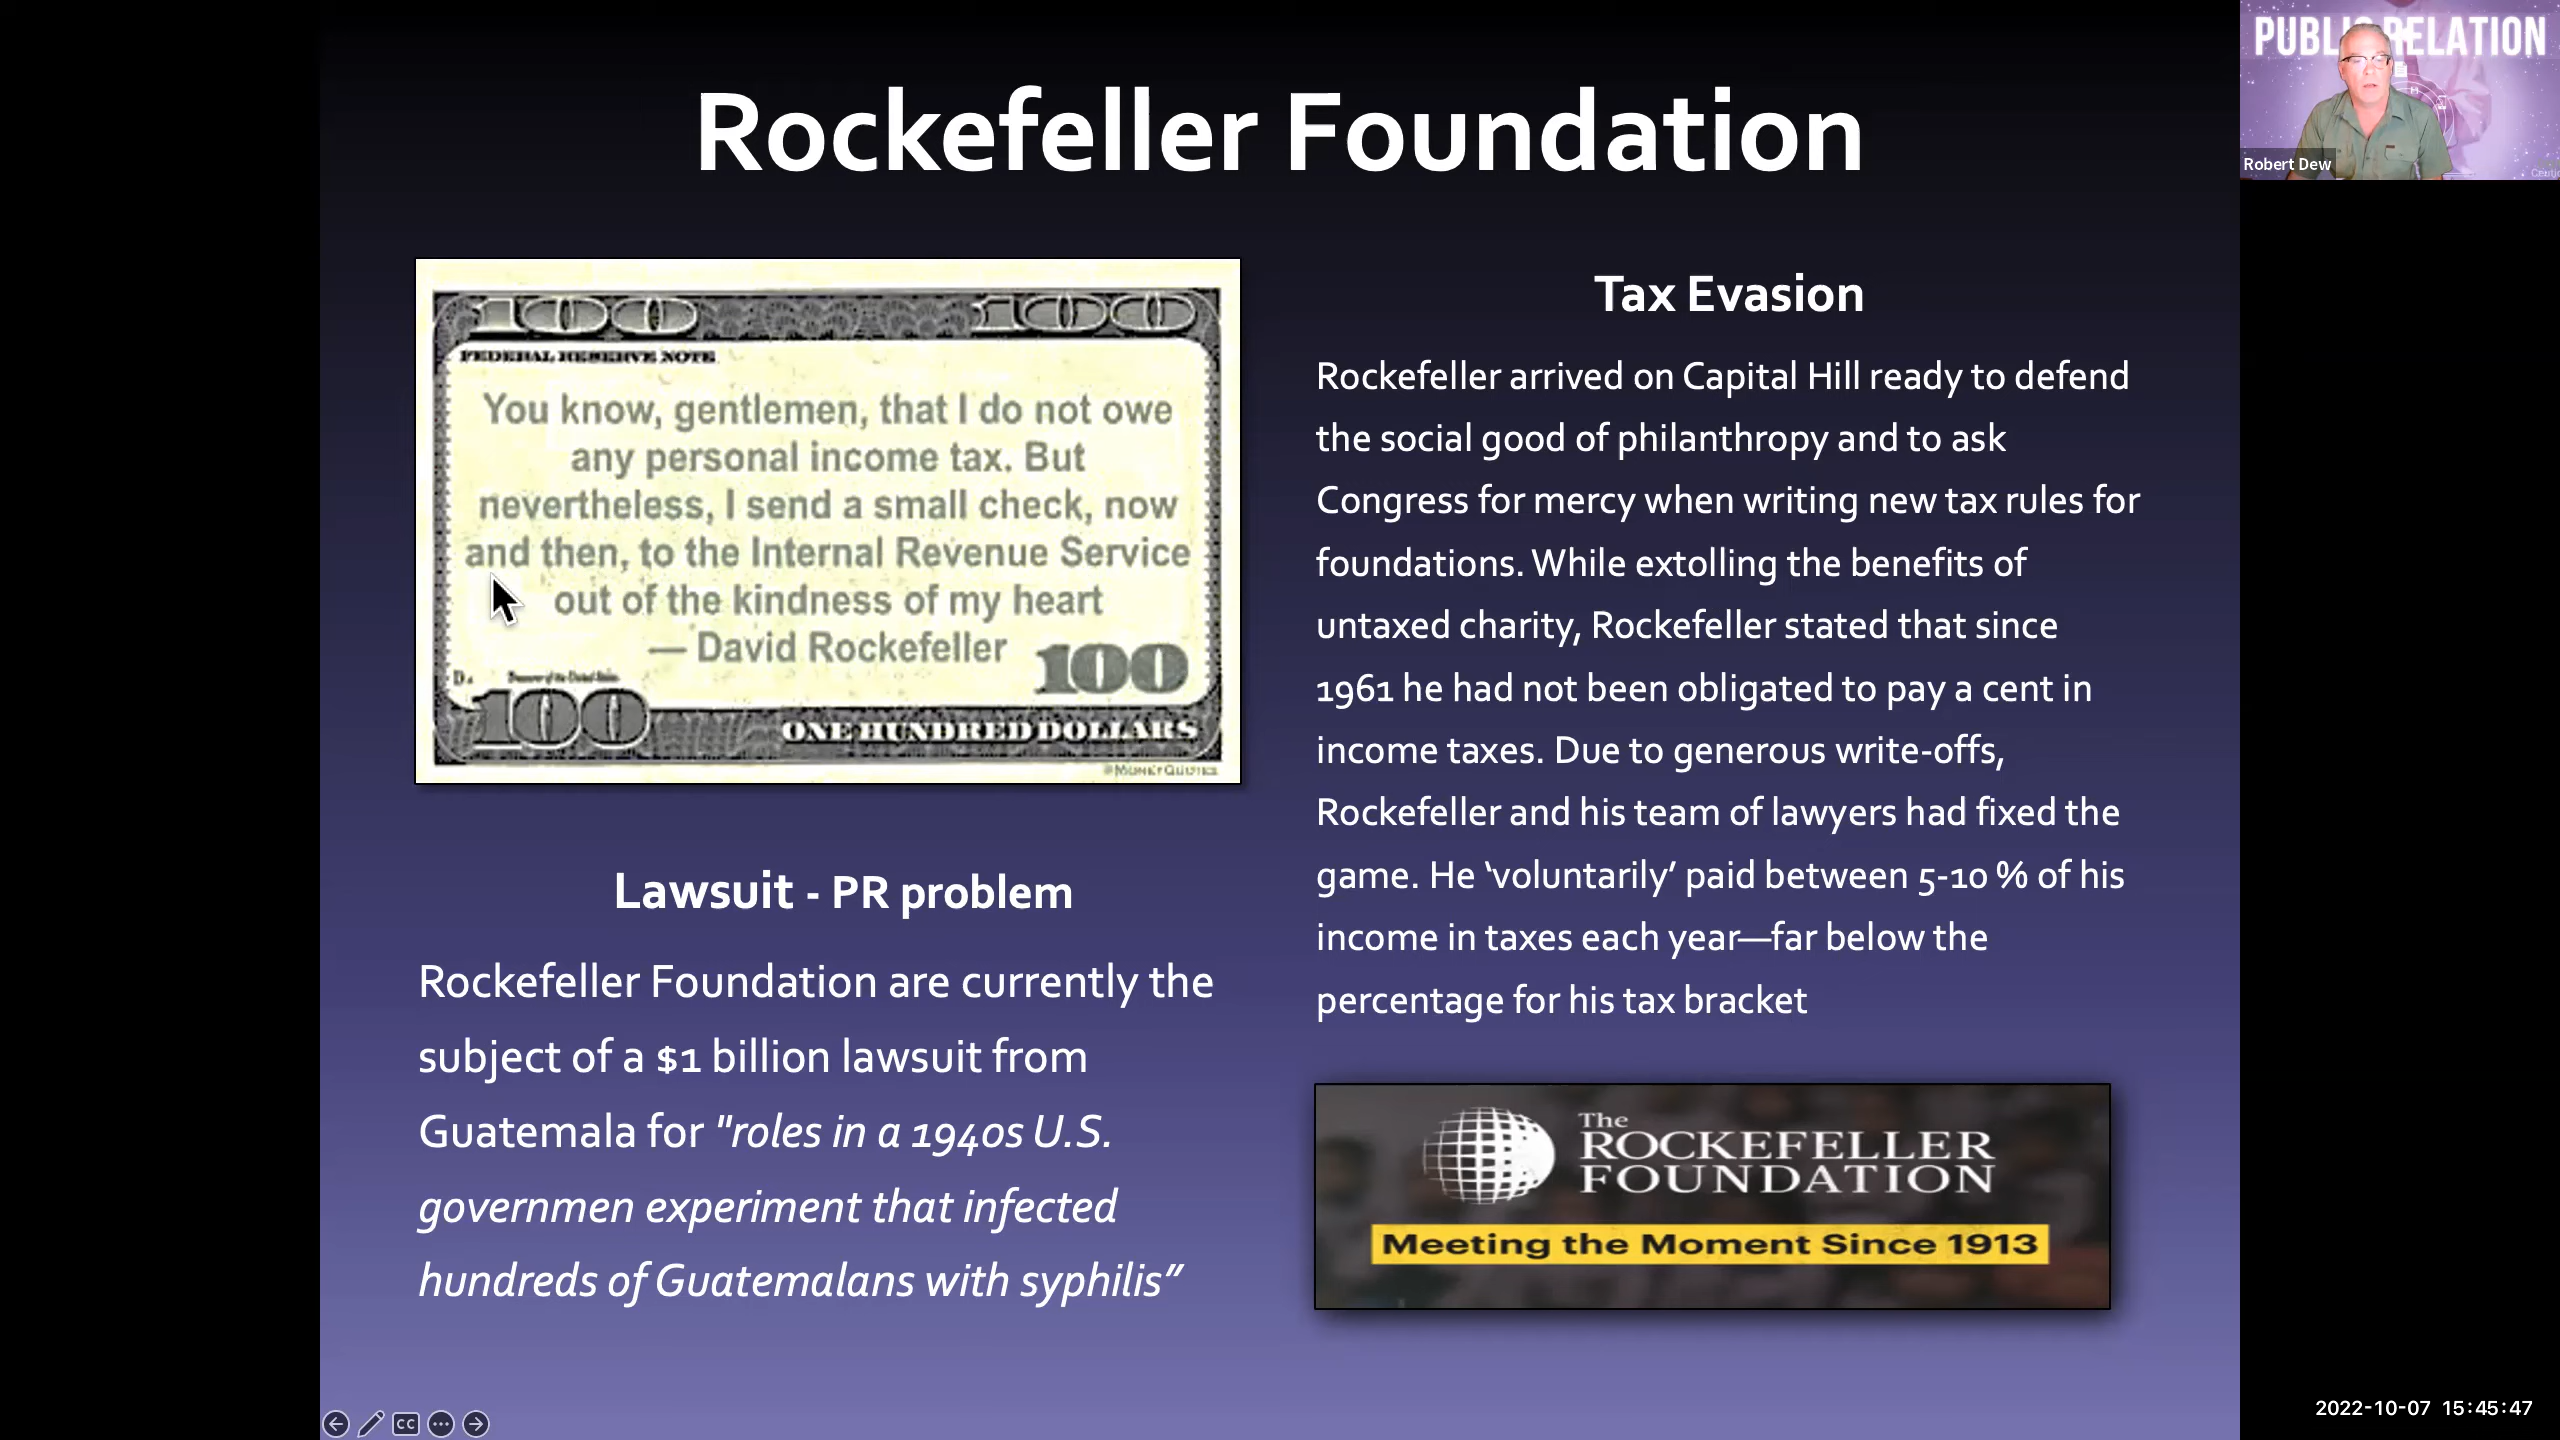 Rockefeller Foundation
100 100
FEDERAL RESERVE NOTE
You know, gentlemen, that I do not owe
any personal income tax. But
nevertheless, I send a small check, now
and then, to the Internal Revenue Service
out of the kindness of my heart
— David Rockefeller
100
100
ONE HUNDRED DOLLARS
Lawsuit - PR problem
Rockefeller Foundation are currently the
subject of a $1 billion lawsuit from
Guatemala for "roles in a 1940s U.S.
governmen experiment that infected
hundreds of Guatemalans with syphilis”
Tax Evasion
Rockefeller arrived on Capital Hill ready to defend
the social good of philanthropy and to ask
Congress for mercy when writing new tax rules for
foundations. While extolling the benefits of
untaxed charity, Rockefeller stated that since
1961 he had not been obligated to pay a cent in
income taxes. Due to generous write-offs,
Rockefeller and his team of lawyers had fixed the
game. He ‘voluntarily’ paid between 5-10 % of his
income in taxes each year—far below the
percentage for his tax bracket
The
ROCKEFELLER
FOUNDATION
Meeting the Moment Since 1913
Robert Dew
CC
2022-10-07 15:45:47